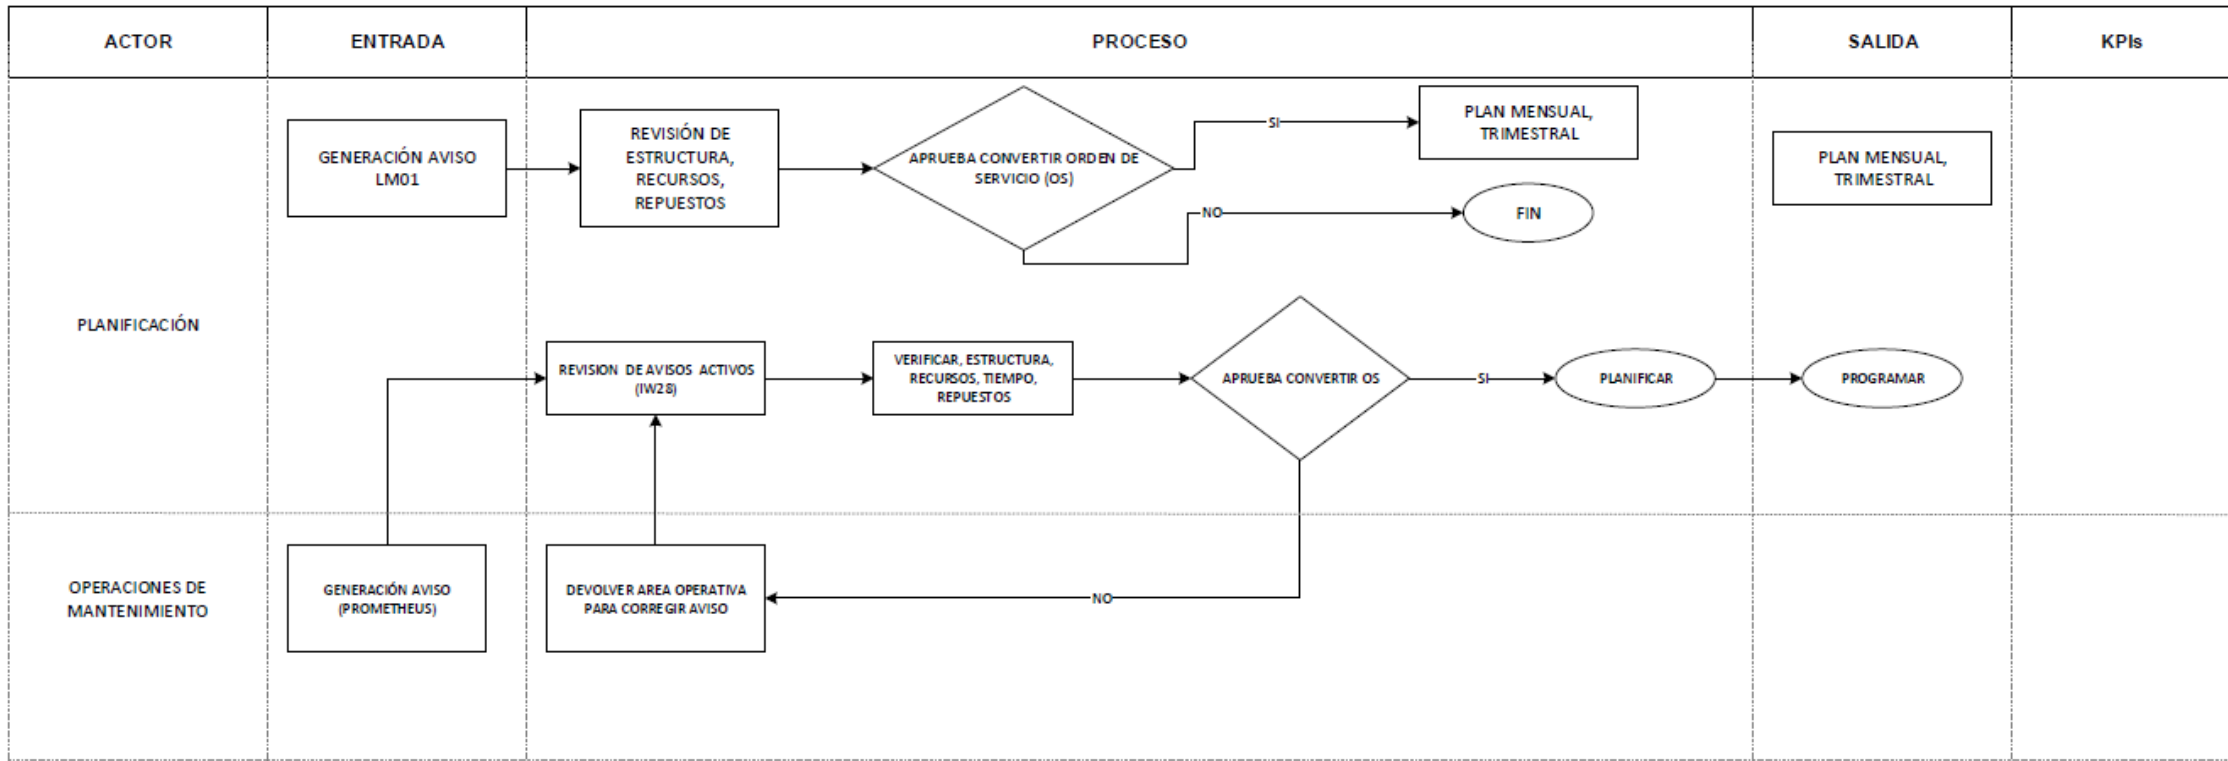 ACTOR
ENTRADA
PROCESO
SALIDA
KPIs
GENERACIÓN AVISO
LM01
REVISIÓN DE
ESTRUCTURA,
RECURSOS,
REPUESTOS
APRUEBA CONVERTIR ORDEN DE
SERVICIO (OS)
SI
PLAN MENSUAL,
TRIMESTRAL
NO
FIN
PLAN MENSUAL,
TRIMESTRAL
PLANIFICACIÓN
REVISION DE AVISOS ACTIVOS
(IW28)
VERIFICAR, ESTRUCTURA,
RECURSOS, TIEMPO,
REPUESTOS
APRUEBA CONVERTIR OS
SI
PLANIFICAR
PROGRAMAR
OPERACIONES DE
MANTENIMIENTO
GENERACIÓN AVISO
(PROMETHEUS)
DEVOLVER AREA OPERATIVA
PARA CORREGIR AVISO
NO